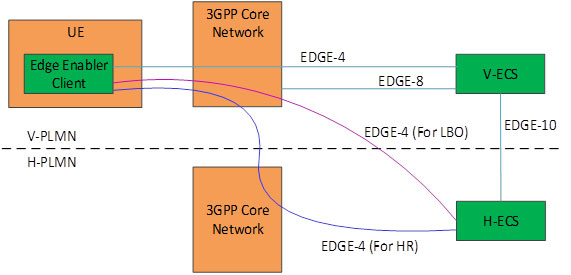 UE
3GPP Core
Network
Edge Enabler
Client
EDGE-4
V-ECS
EDGE-8
EDGE-10
EDGE-4 (For LBO)
V-PLMN
H-PLMN
3GPP Core
Network
H-ECS
EDGE-4 (For HR)